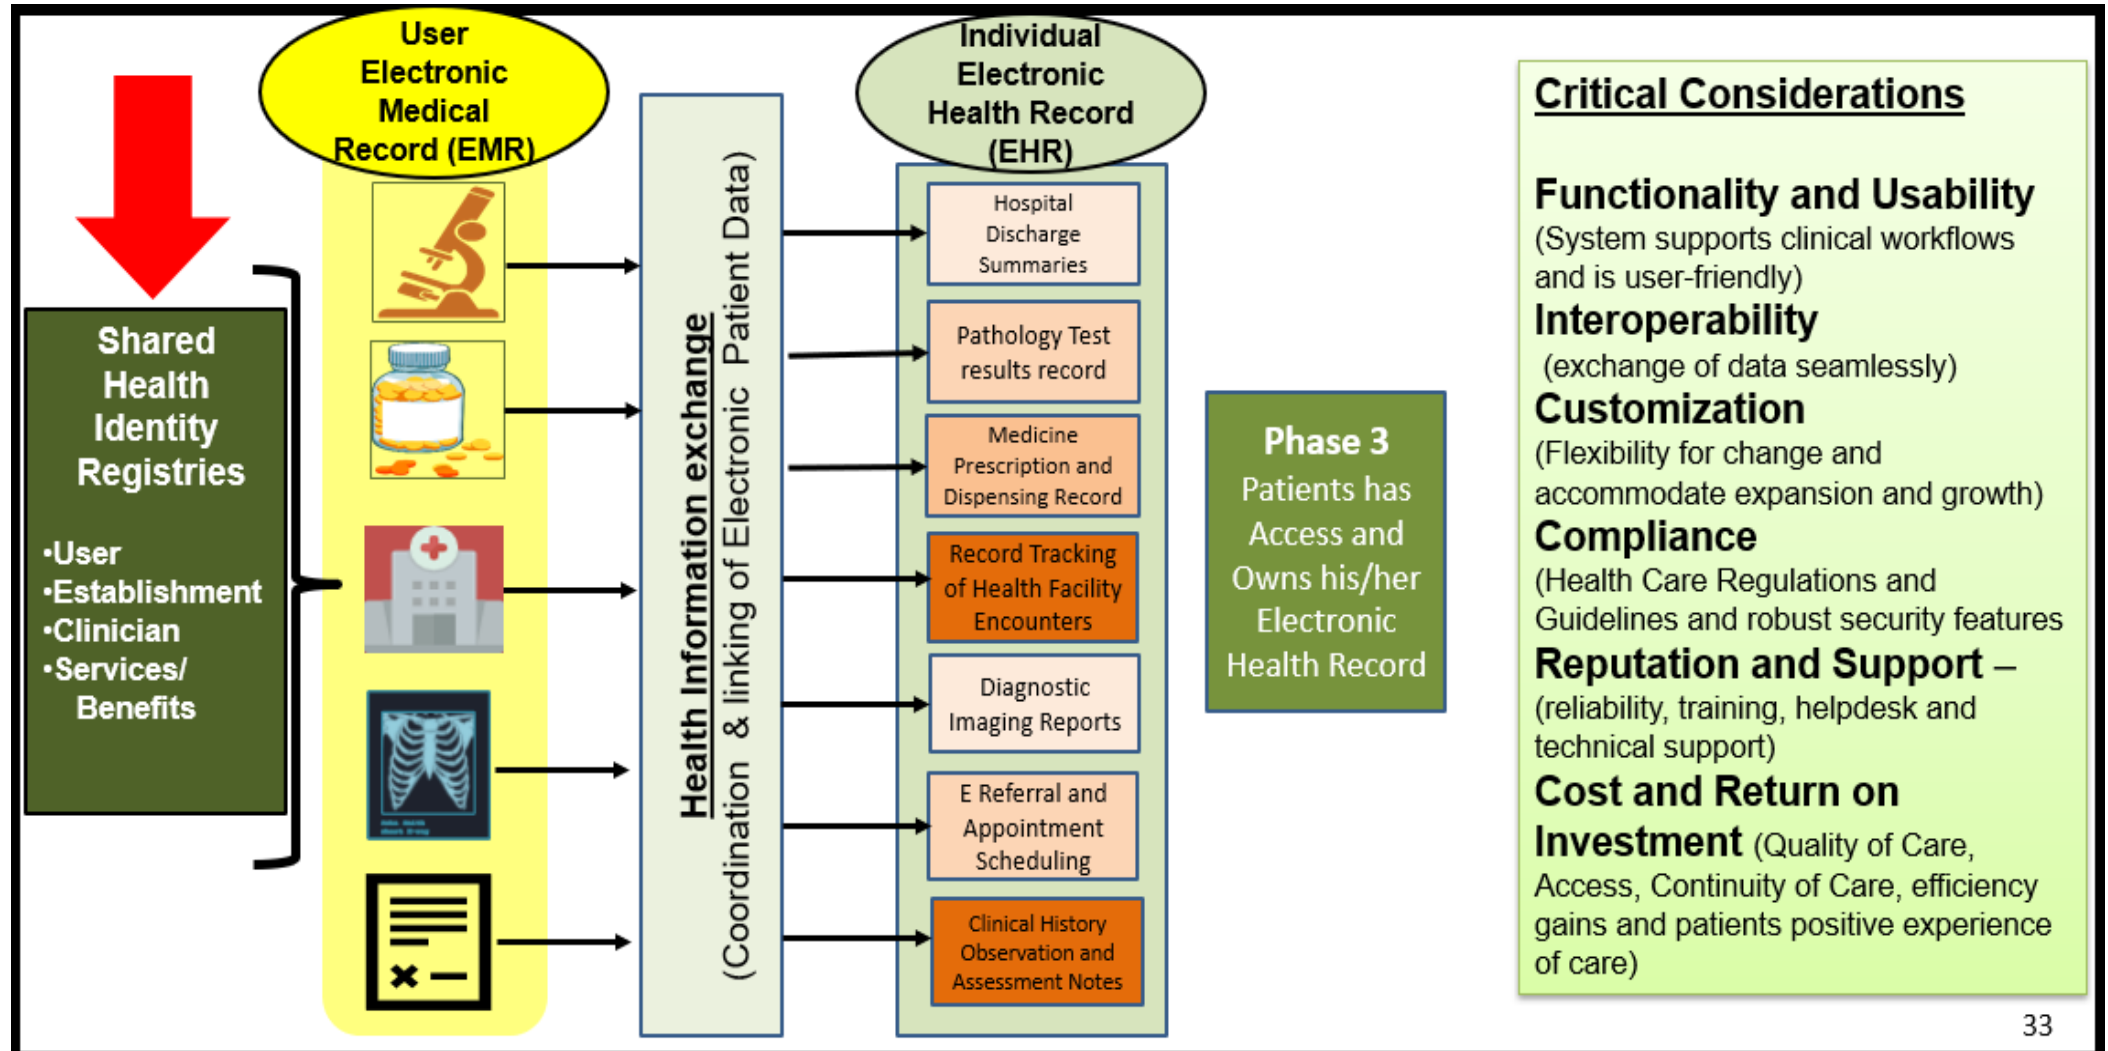 User
Electronic
Medical
Record (EMR)
Individual
Electronic
Health Record
(EHR)
Shared
Health
Identity
Registries
•User
•Establishment
•Clinician
•Services/
Benefits
Health Information exchange
(Coordination & linking of Electronic Patient Data)
Hospital
Discharge
Summaries
Pathology Test
results record
Medicine
Prescription and
Dispensing Record
Record Tracking
of Health Facility
Encounters
Diagnostic
Imaging Reports
E Referral and
Appointment
Scheduling
Clinical History
Observation and
Assessment Notes
Phase 3
Patients has
Access and
Owns his/her
Electronic
Health Record
Critical Considerations
Functionality and Usability
(System supports clinical workflows
and is user-friendly)
Interoperability
(exchange of data seamlessly)
Customization
(Flexibility for change and
accommodate expansion and growth)
Compliance
(Health Care Regulations and
Guidelines and robust security features
Reputation and Support –
(reliability, training, helpdesk and
technical support)
Cost and Return on
Investment (Quality of Care,
Access, Continuity of Care, efficiency
gains and patients positive experience
of care)
33